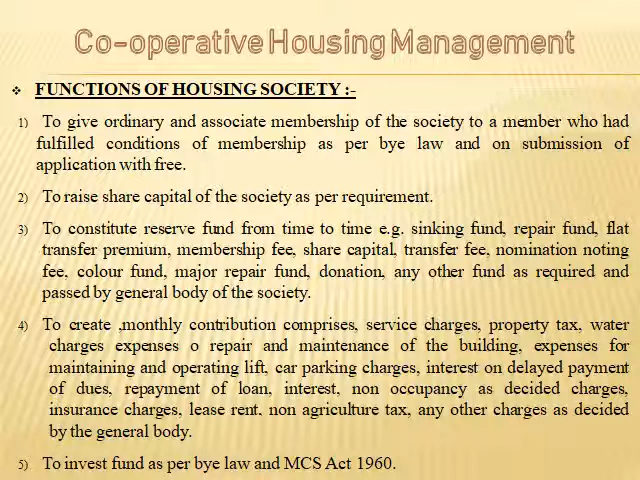 Co-operative Housing Management
❖ FUNCTIONS OF HOUSING SOCIETY :-
1) To give ordinary and associate membership of the society to a member who had
fulfilled conditions of membership as per bye law and on submission of
application with free.
2) To raise share capital of the society as per requirement.
3) To constitute reserve fund from time to time e.g. sinking fund, repair fund, flat
transfer premium, membership fee, share capital, transfer fee, nomination noting
fee, colour fund, major repair fund, donation, any other fund as required and
passed by general body of the society.
4) To create ,monthly contribution comprises, service charges, property tax, water
charges expenses o repair and maintenance of the building, expenses for
maintaining and operating lift, car parking charges, interest on delayed payment
of dues, repayment of loan, interest, non occupancy as decided charges,
insurance charges, lease rent, non agriculture tax, any other charges as decided
by the general body.
5) To invest fund as per bye law and MCS Act 1960.